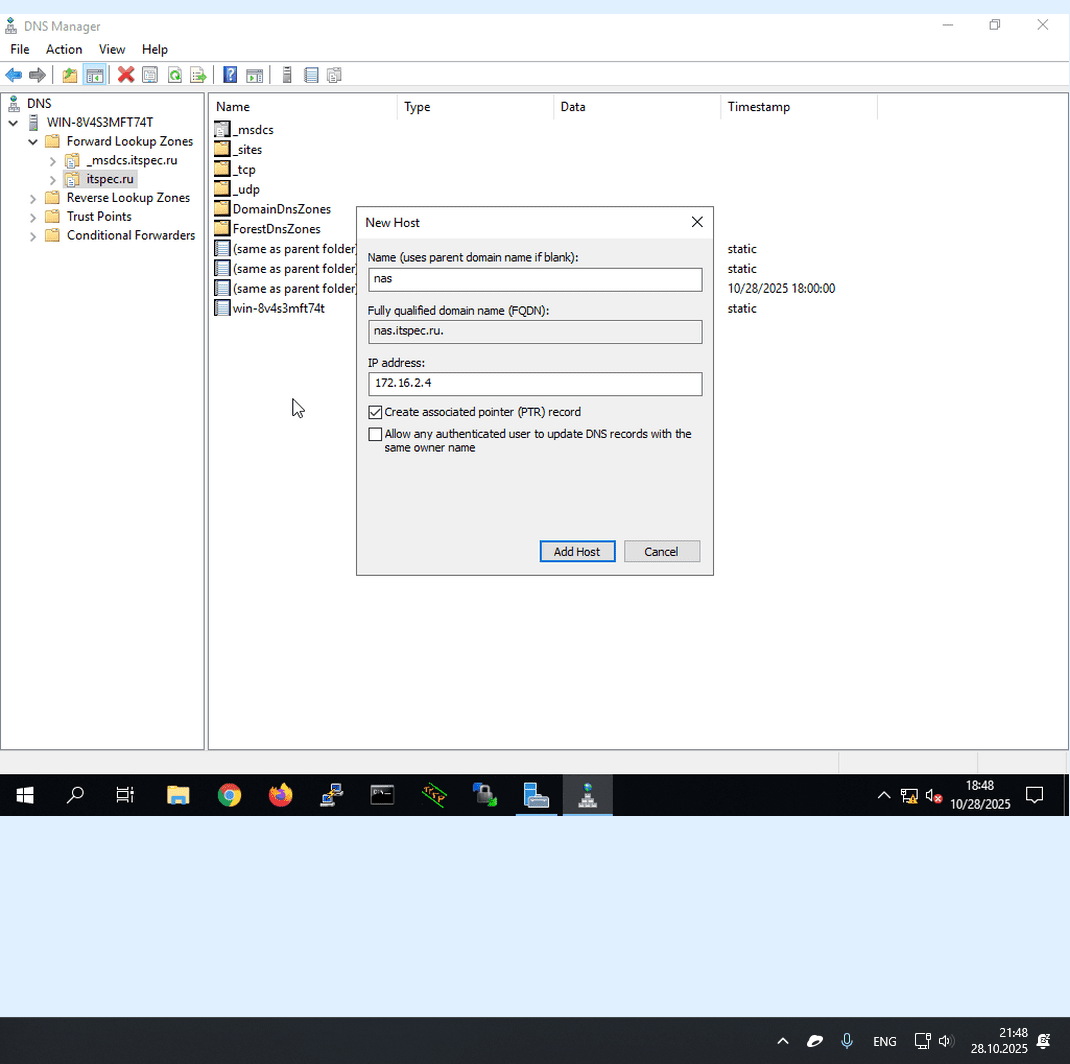 DNS Manager
File Action View Help
DNS
WIN-8V4S3MFT74T
Forward Lookup Zones
_msdcs.itspec.ru
itspec.ru
Reverse Lookup Zones
Trust Points
Conditional Forwarders
Name Type Data Timestamp
_msdcs
_sites
_tcp
_udp
DomainDnsZones
ForestDnsZones
(same as parent folder) static
(same as parent folder) static
(same as parent folder) 10/28/2025 18:00:00
win-8v4s3mft74t static
New Host
Name (uses parent domain name if blank):
nas
Fully qualified domain name (FQDN):
nas.itspec.ru.
IP address:
172.16.2.4
Create associated pointer (PTR) record
Allow any authenticated user to update DNS records with the
same owner name
Add Host Cancel
18:48
10/28/2025
ENG
21:48
28.10.2025